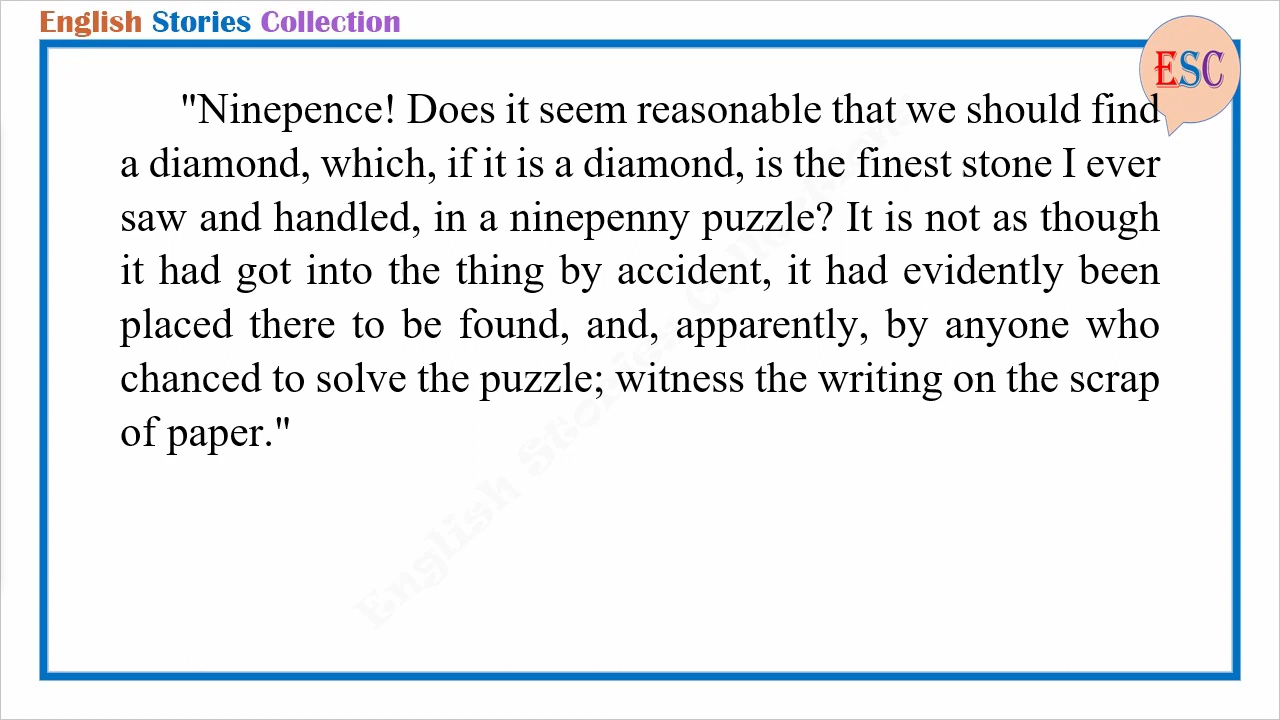 English Stories Collection
ESC
"Ninepence! Does it seem reasonable that we should find
a diamond, which, if it is a diamond, is the finest stone I ever
saw and handled, in a ninepenny puzzle? It is not as though
it had got into the thing by accident, it had evidently been
placed there to be found, and, apparently, by anyone who
chanced to solve the puzzle; witness the writing on the scrap
of paper."
English Stories Collection